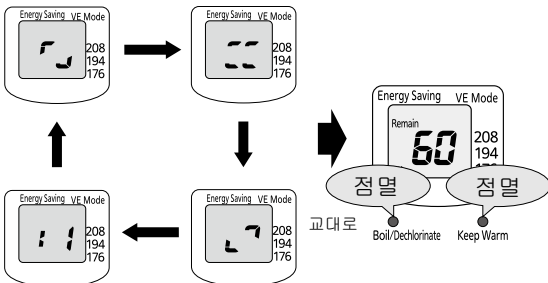 Energy Saving VE Mode
208
194
176
Energy Saving VE Mode
208
194
176
Energy Saving VE Mode
Remain
60
208
194
점멸
점멸
교대로
Boil/Dechlorinate
Keep Warm
Energy Saving VE Mode
208
194
176
Energy Saving VE Mode
208
194
176